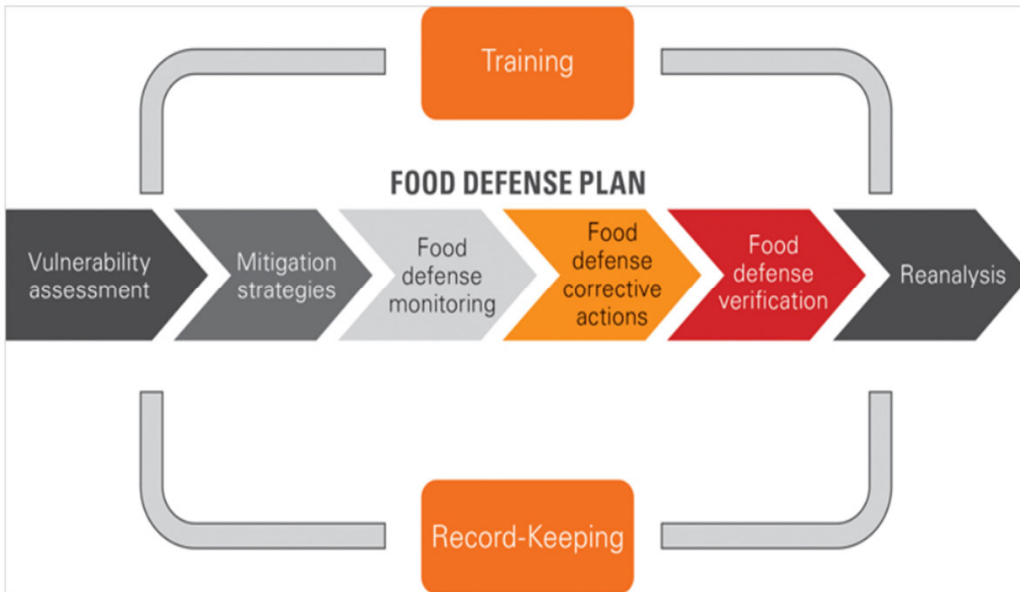 Training
FOOD DEFENSE PLAN
Vulnerability
assessment
Mitigation
strategies
Food
defense
monitoring
Food
defense
corrective
actions
Food
defense
verification
Reanalysis
Record-Keeping